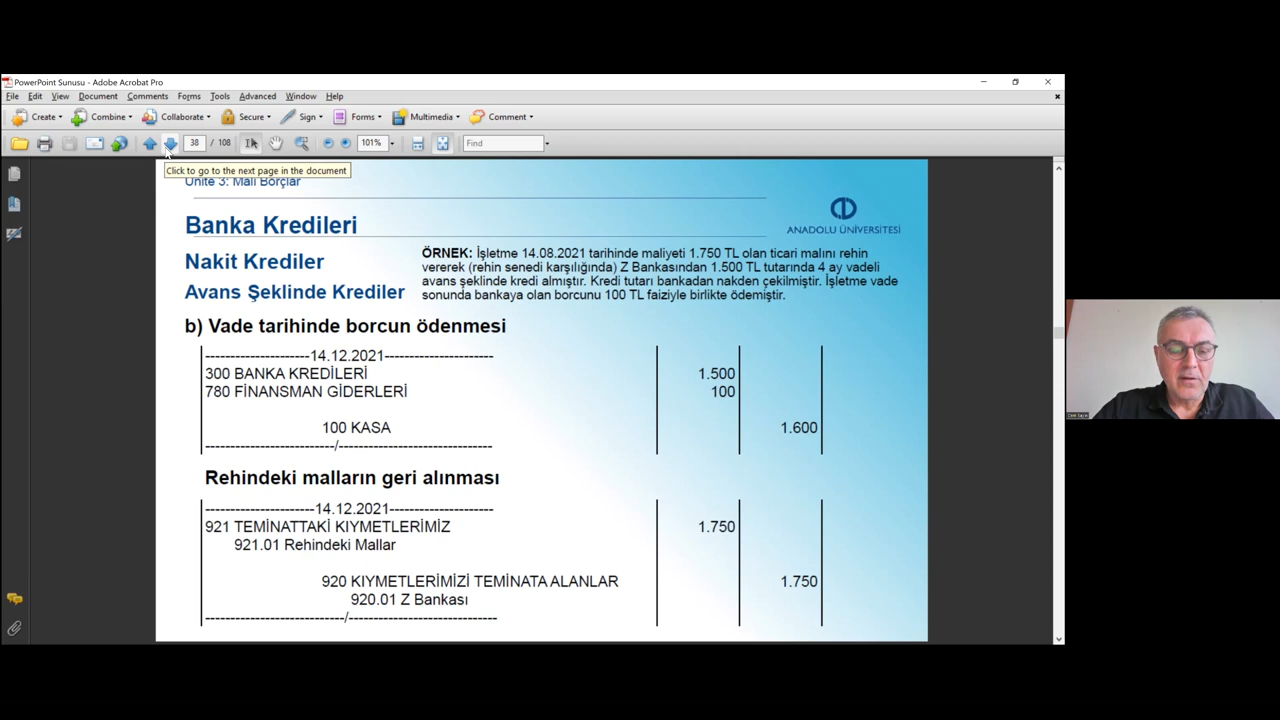 PowerPoint Sunusu - Adobe Acrobat Pro
File Edit View Document Comments Forms Tools Advanced Window Help
Create Combine Collaborate Secure Sign Forms Multimedia Comment
38 / 108 101% Find
Click to go to the next page in the document
Ünite 3: Mali Borçlar
Banka Kredileri
ANADOLU ÜNİVERSİTESİ
Nakit Krediler
Avans Şeklinde Krediler
ÖRNEK: İşletme 14.08.2021 tarihinde maliyeti 1.750 TL olan ticari malını rehin
vererek (rehin senedi karşılığında) Z Bankasından 1.500 TL tutarında 4 ay vadeli
avans şeklinde kredi almıştır. Kredi tutarı bankadan nakden çekilmiştir. İşletme vade
sonunda bankaya olan borcunu 100 TL faiziyle birlikte ödemiştir.
b) Vade tarihinde borcun ödenmesi
---------------------14.12.2021----------------------
300 BANKA KREDİLERİ 1.500
780 FİNANSMAN GİDERLERİ 100
100 KASA 1.600
--------------------------/-------------------------------
Rehindeki malların geri alınması
----------------------14.12.2021---------------------
921 TEMİNATTAKİ KIYMETLERİMİZ 1.750
921.01 Rehindeki Mallar
920 KIYMETLERİMİZİ TEMİNATA ALANLAR 1.750
920.01 Z Bankası
----------------------------/------------------------------